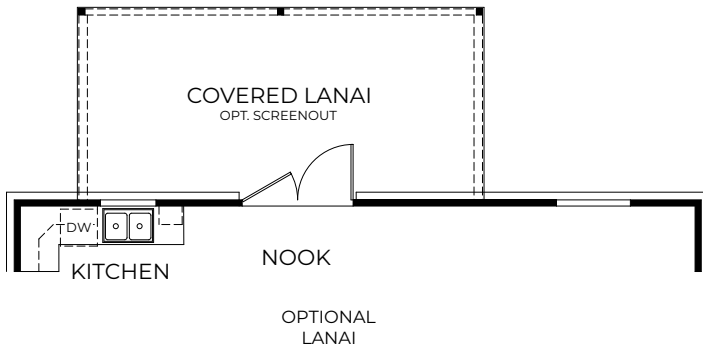 COVERED LANAI
OPT. SCREENOUT
DW
KITCHEN
NOOK
OPTIONAL
LANAI